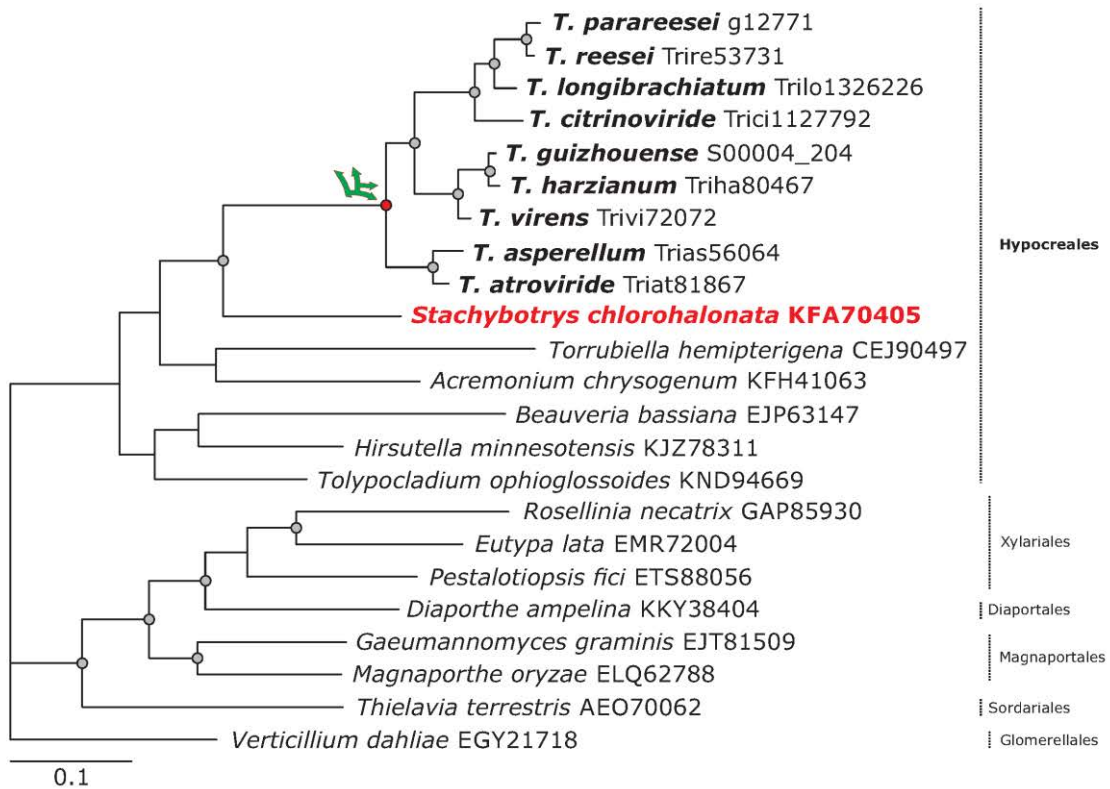 T. parareesei g12771
T. reesei Trire53731
T. longibrachiatum Trilo1326226
T. citrinoviride Trici1127792
T. guizhouense S00004_204
T. harzianum Triha80467
T. virens Trivi72072
T. asperellum Trias56064
Hypocreales
T. atroviride Triat81867
Stachybotrys chlorohalonata KFA70405
Torrubiella hemipterigena CEJ90497
Acremonium chrysogenum KFH41063
Beauveria bassiana EJP63147
Hirsutella minnesotensis KJZ78311
Tolypocladium ophioglossoides KND94669
Rosellinia necatrix GAP85930
Eutypa lata EMR72004
Xylariales
Pestalotiopsis fici ETS88056
Diaporthe ampelina KKY38404
Diaportales
Gaeumannomyces graminis EJT81509
Magnaportales
Magnaporthe oryzae ELQ62788
Thielavia terrestris AEO70062
Sordariales
Verticillium dahliae EGY21718
Glomerellales
0.1